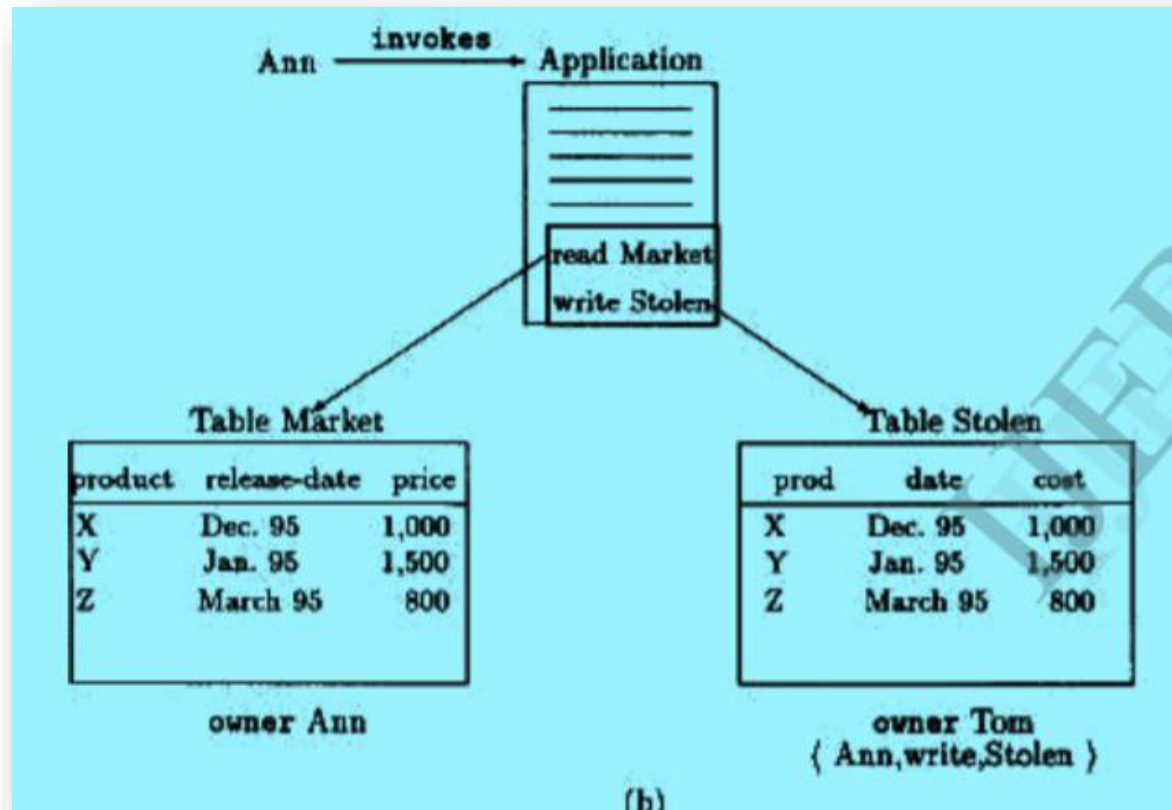 invokes
Ann Application
read Market
write Stolen
Table Market
product release-date price
X Dec. 95 1,000
Y Jan. 95 1,500
Z March 95 800
owner Ann
Table Stolen
prod date cost
X Dec. 95 1,000
Y Jan. 95 1,500
Z March 95 800
owner Tom
⟨ Ann,write,Stolen ⟩
(b)